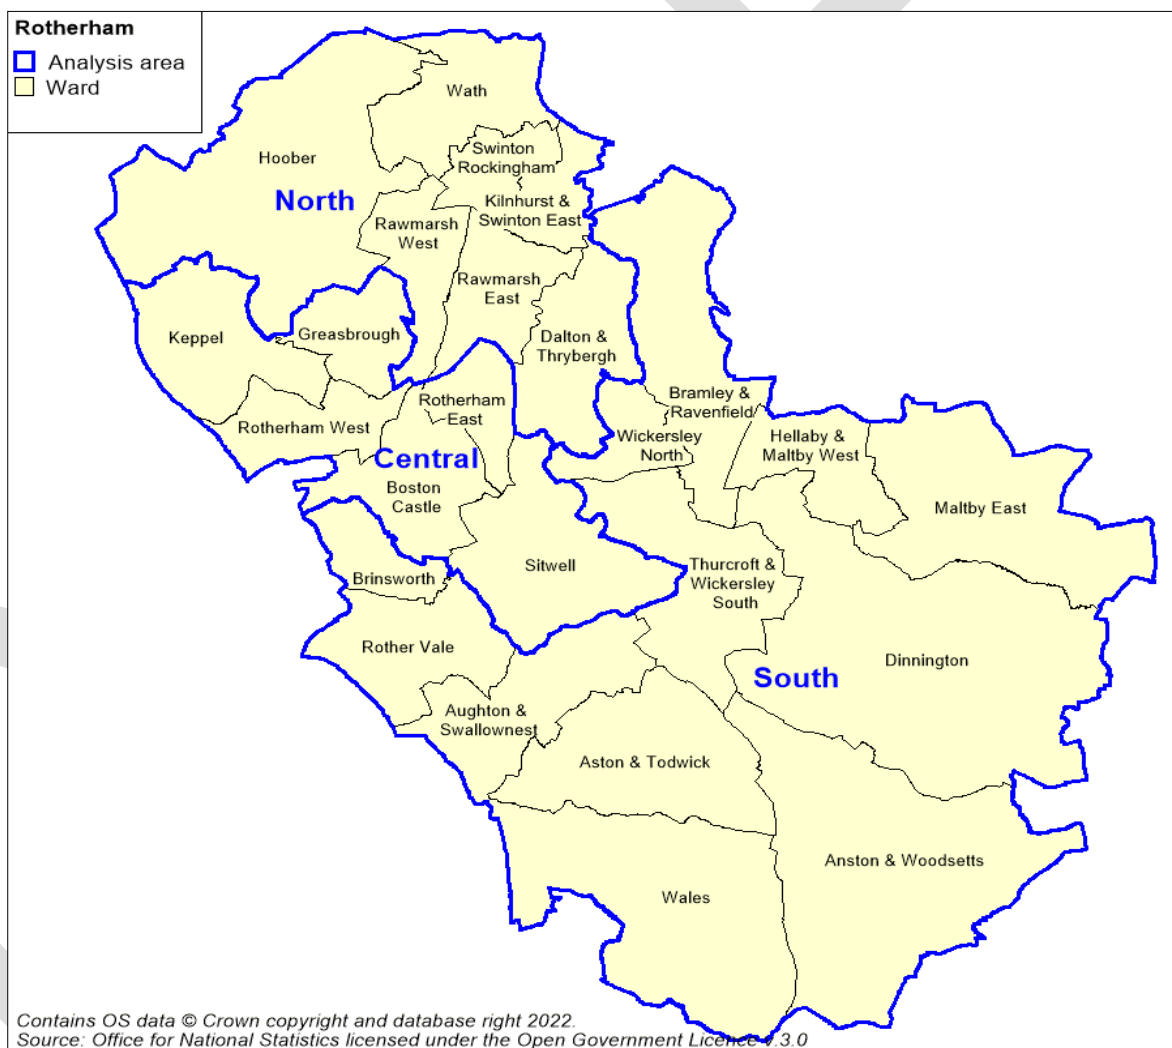 Rotherham
Analysis area
Ward
Wath
Hoober
Swinton
Rockingham
North
Kilnhurst &
Swinton East
Rawmarsh
West
Rawmarsh
East
Keppel
Greasbrough
Dalton &
Thrybergh
Rotherham
East
Bramley &
Ravenfield
Rotherham West
Wickersley
North
Hellaby &
Maltby West
Central
Boston
Castle
Maltby East
Sitwell
Brinsworth
Thurcroft &
Wickersley
South
Rother Vale
Dinnington
South
Aughton &
Swallownest
Aston & Todwick
Anston & Woodsetts
Wales
Contains OS data © Crown copyright and database right 2022.
Source: Office for National Statistics licensed under the Open Government Licence v.3.0